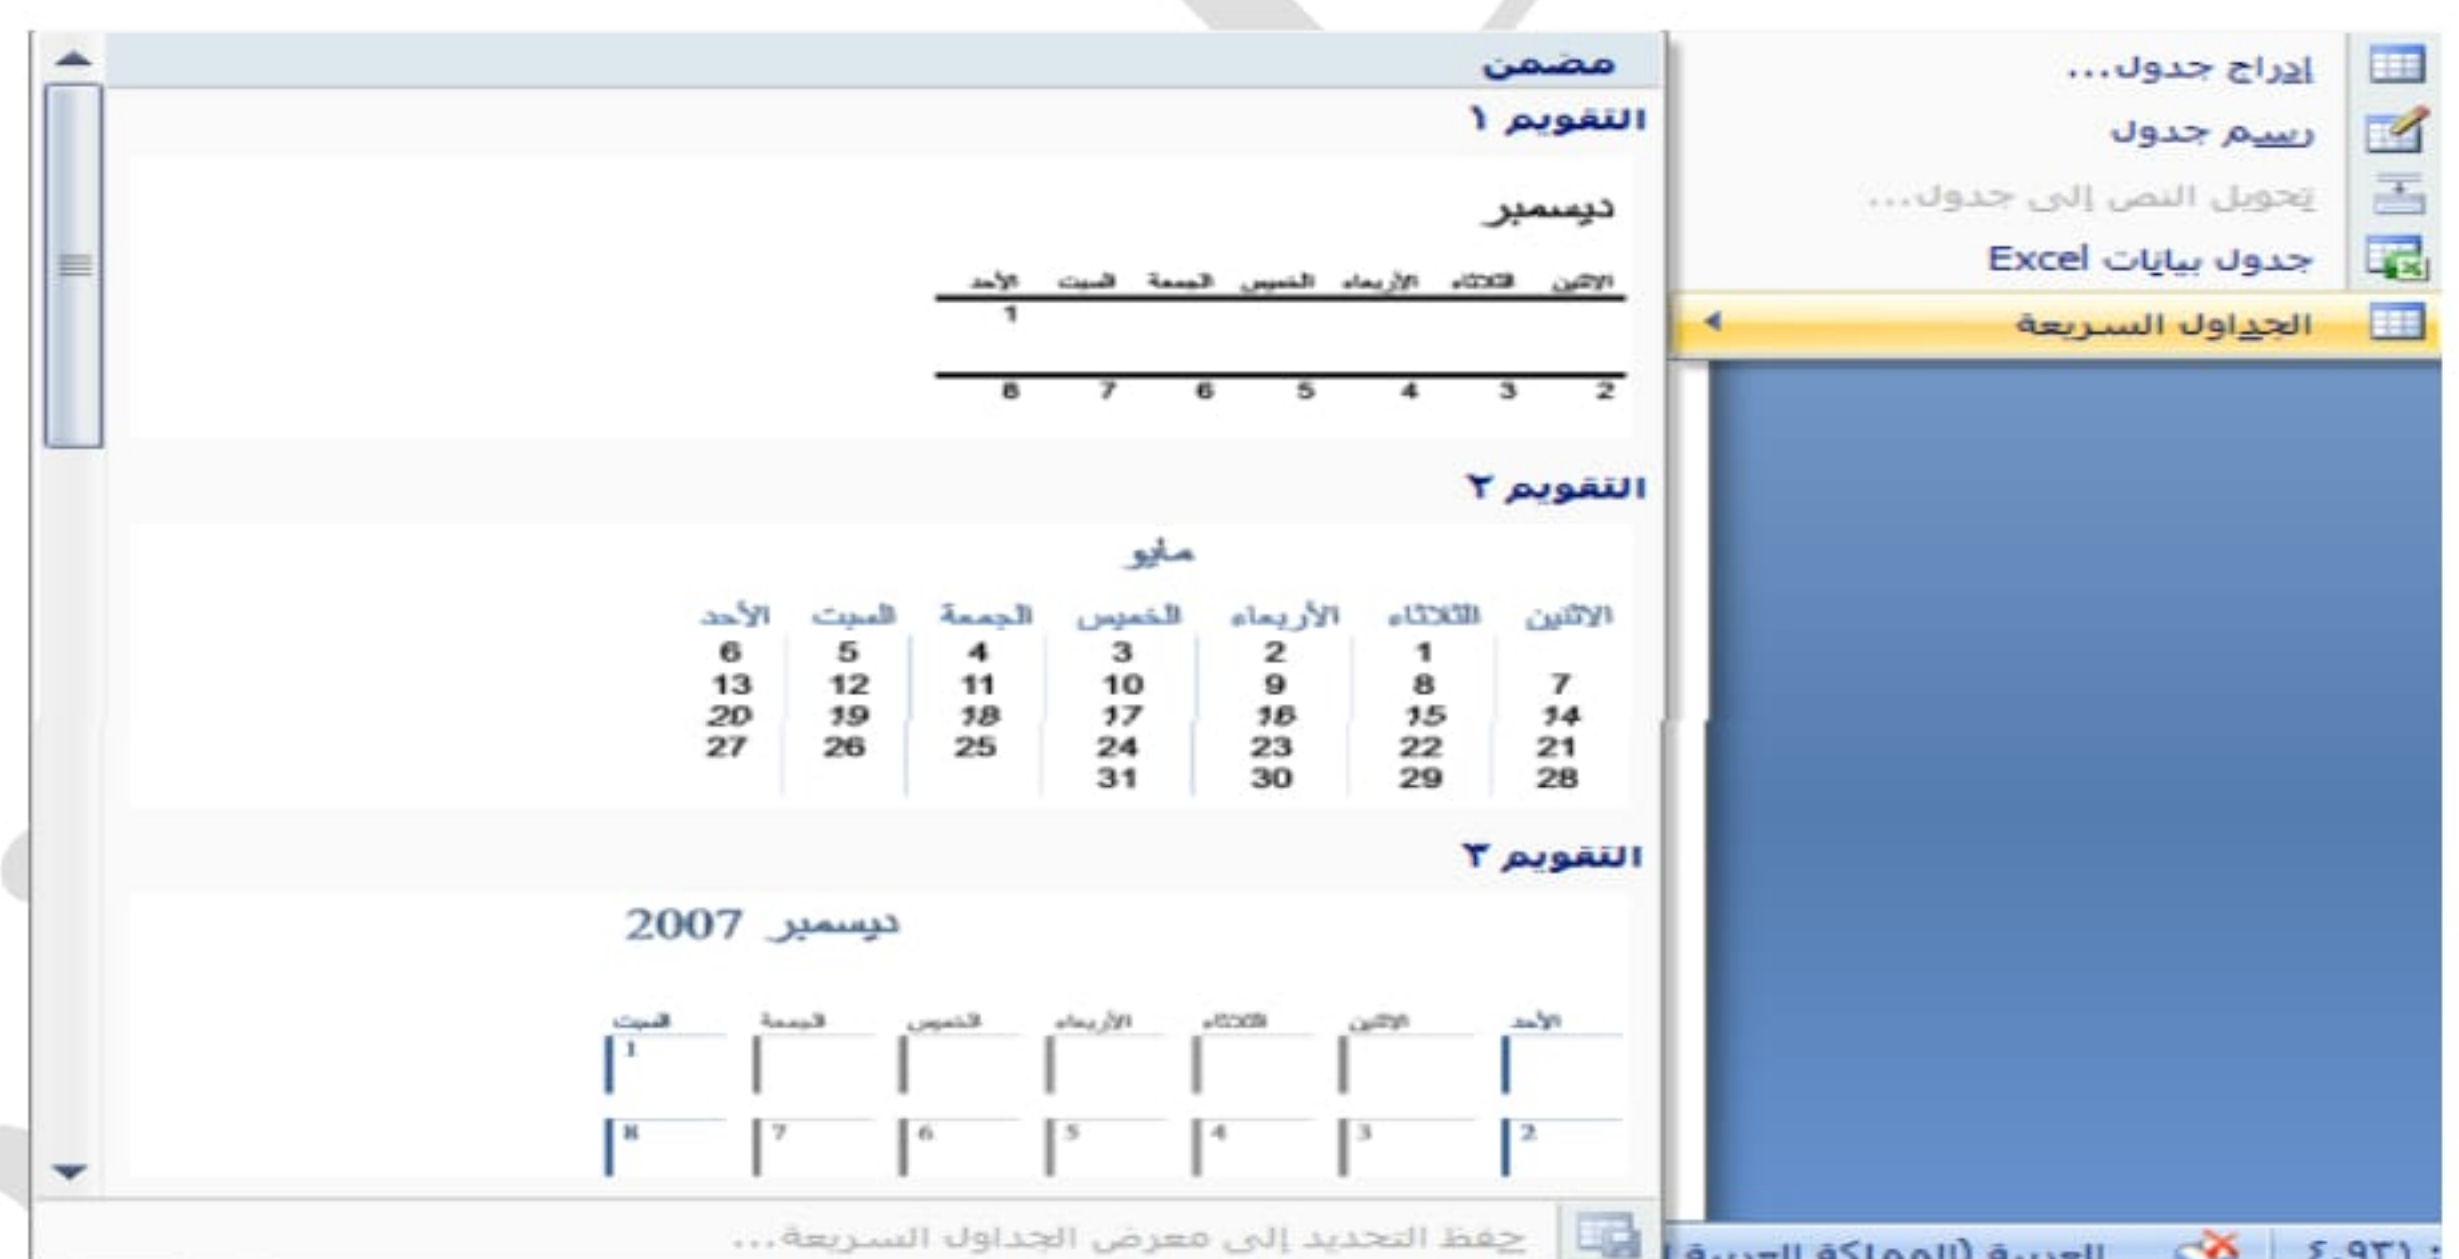 إدراج جدول...
رسم جدول
تحويل النص إلى جدول...
جدول بيانات Excel
الجداول السريعة
مضمن
التقويم ١
ديسمبر
الاثنين الثلاثاء الأربعاء الخميس الجمعة السبت الأحد
1
2 3 4 5 6 7 8
التقويم ٢
مايو
الاثنين الثلاثاء الأربعاء الخميس الجمعة السبت الأحد
1 2 3 4 5 6
7 8 9 10 11 12 13
14 15 16 17 18 19 20
21 22 23 24 25 26 27
28 29 30 31
التقويم ٣
ديسمبر 2007
الأحد الاثنين الثلاثاء الأربعاء الخميس الجمعة السبت
1
2 3 4 5 6 7 8
حفظ التحديد إلى معرض الجداول السريعة...
العربية (المملكة العربية